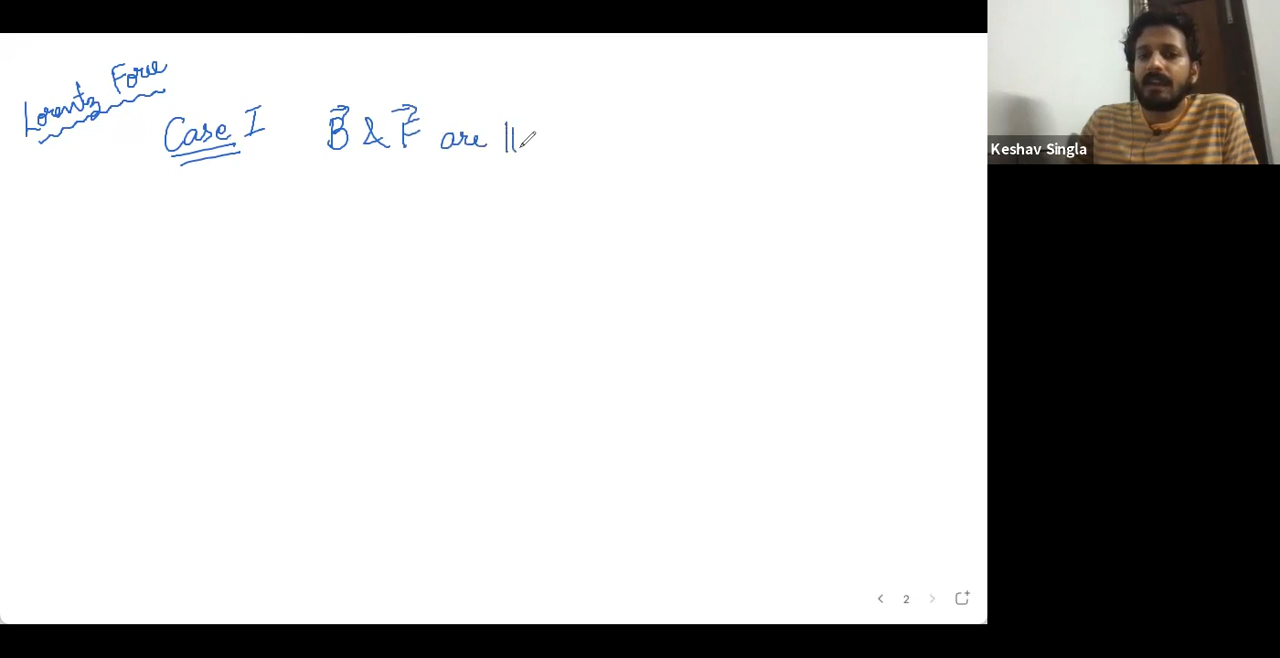 Lorentz Force
Case I B⃗ & F⃗ are ||
Keshav Singla
2